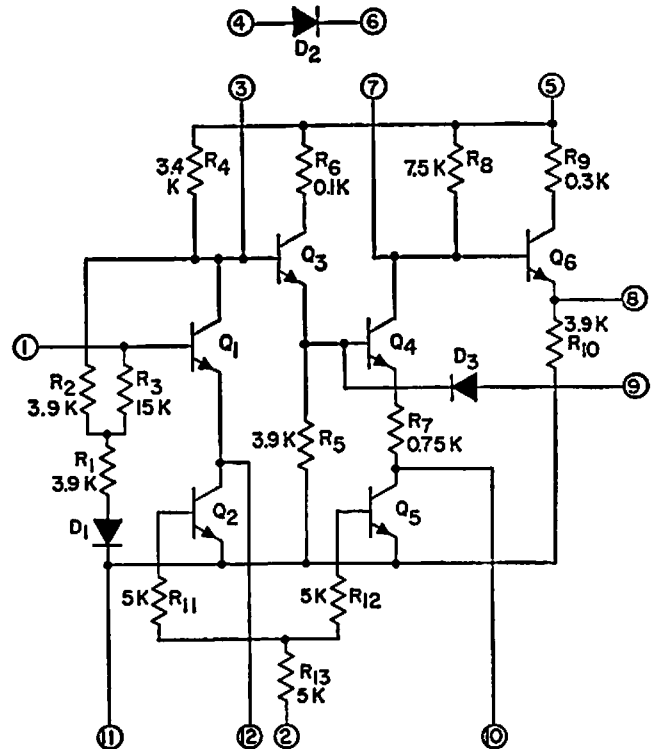 4 6
D2
3 7 5
3.4 K R4
R6 0.1K
7.5 K R8
R9 0.3K
Q3
Q6
8
1
Q1
Q4
3.9K R10
D3
9
R2 3.9K
R3 15K
R7 0.75K
3.9K R5
R1 3.9K
Q2
Q5
D1
5K R11
5K R12
R13 5K
11 12 2 10